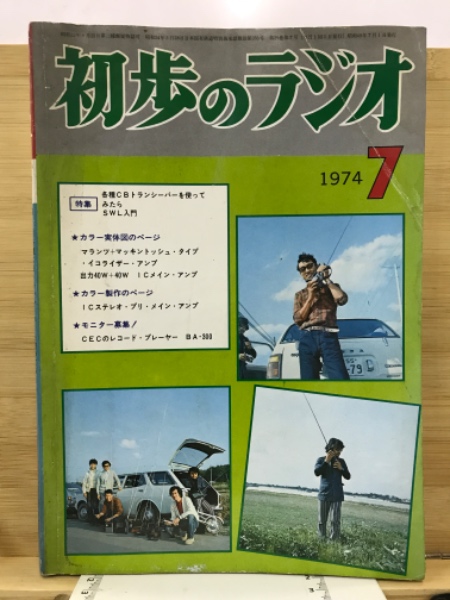 初歩のラジオ
1974 7
特集
各種CBトランシーバーを使って
みたら
SWL入門
★カラー実体図のページ
マランツ+マッキントッシュ・タイプ
・イコライザー・アンプ
出力40W+40W ICメイン・アンプ
★カラー製作のページ
ICステレオ・プリ・メイン・アンプ
★モニター募集!
CECのレコード・プレーヤー BA-300
79